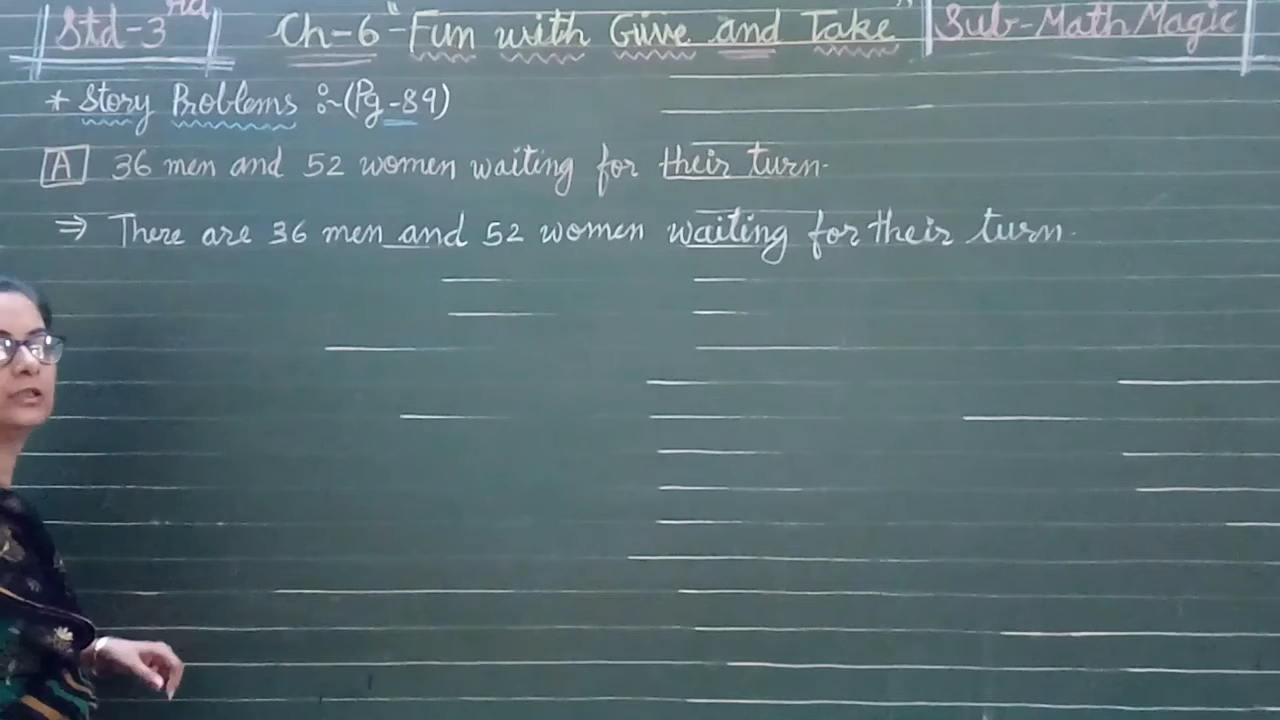 Std-3rd Ch-6 "Fun with Give and Take" Sub-Math Magic
* Story Problems :-(Pg-89)
A 36 men and 52 women waiting for their turn.
⇒ There are 36 men and 52 women waiting for their turn.